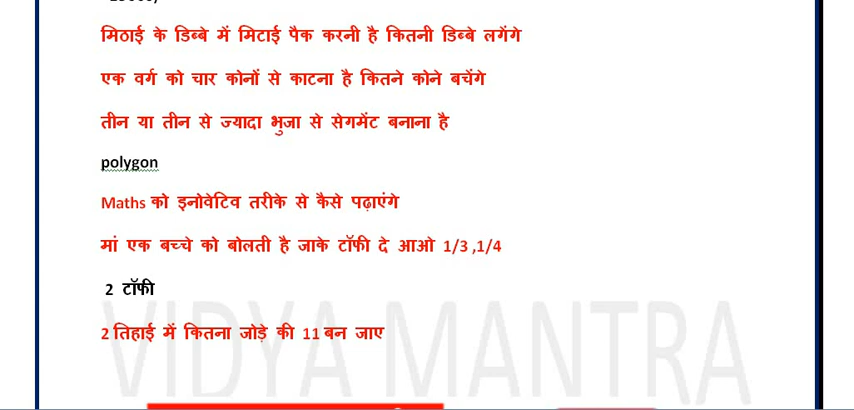 मिठाई के डिब्बे में मिटाई पैक करनी है कितनी डिब्बे लगेंगे
एक वर्ग को चार कोनों से काटना है कितने कोने बचेंगे
तीन या तीन से ज्यादा भुजा से सेगमेंट बनाना है
polygon
Maths को इनोवेटिव तरीके से कैसे पढ़ाएंगे
मां एक बच्चे को बोलती है जाके टॉफी दे आओ 1/3 ,1/4
2 टॉफी
2 तिहाई में कितना जोड़े की 11 बन जाए
VIDYA MANTRA